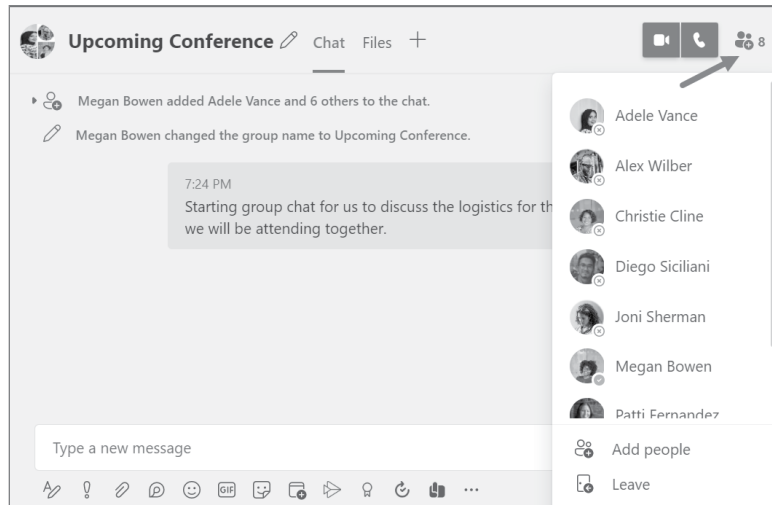 Upcoming Conference Chat Files
8
Megan Bowen added Adele Vance and 6 others to the chat.
Megan Bowen changed the group name to Upcoming Conference.
7:24 PM
Starting group chat for us to discuss the logistics for th
we will be attending together.
Adele Vance
Alex Wilber
Christie Cline
Diego Siciliani
Joni Sherman
Megan Bowen
Patti Fernandez
Add people
Leave
Type a new message
GIF